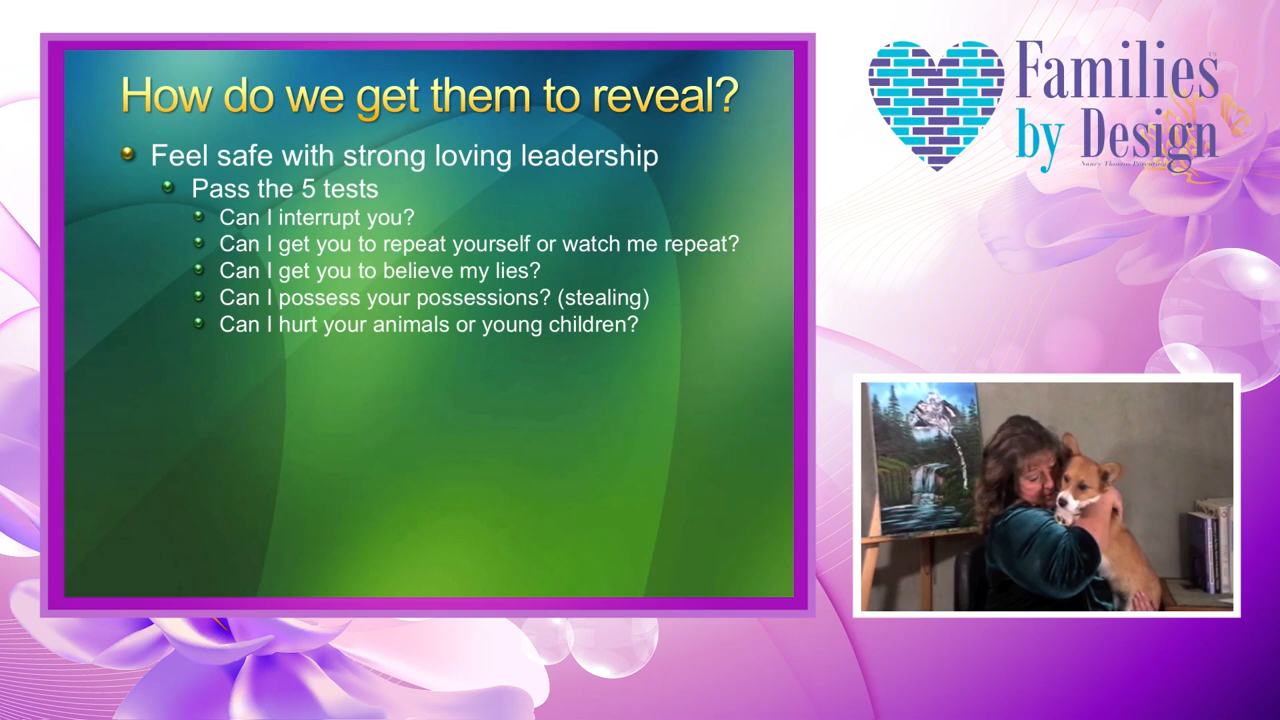 How do we get them to reveal?
Feel safe with strong loving leadership
Pass the 5 tests
Can I interrupt you?
Can I get you to repeat yourself or watch me repeat?
Can I get you to believe my lies?
Can I possess your possessions? (stealing)
Can I hurt your animals or young children?
Families
by Design